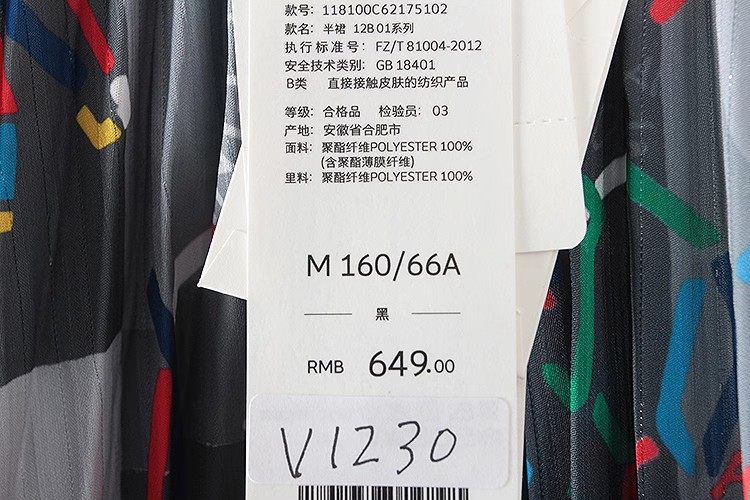 款号：118100C62175102
款名：半裙 12B01系列
执行标准号：FZ/T 81004-2012
安全技术类别：GB 18401
B类 直接接触皮肤的纺织产品
等级：合格品 检验员：03
产地：安徽省合肥市
面料：聚酯纤维POLYESTER 100%
(含聚酯薄膜纤维)
里料：聚酯纤维POLYESTER 100%
M 160/66A
黑
RMB 649.00
V1230